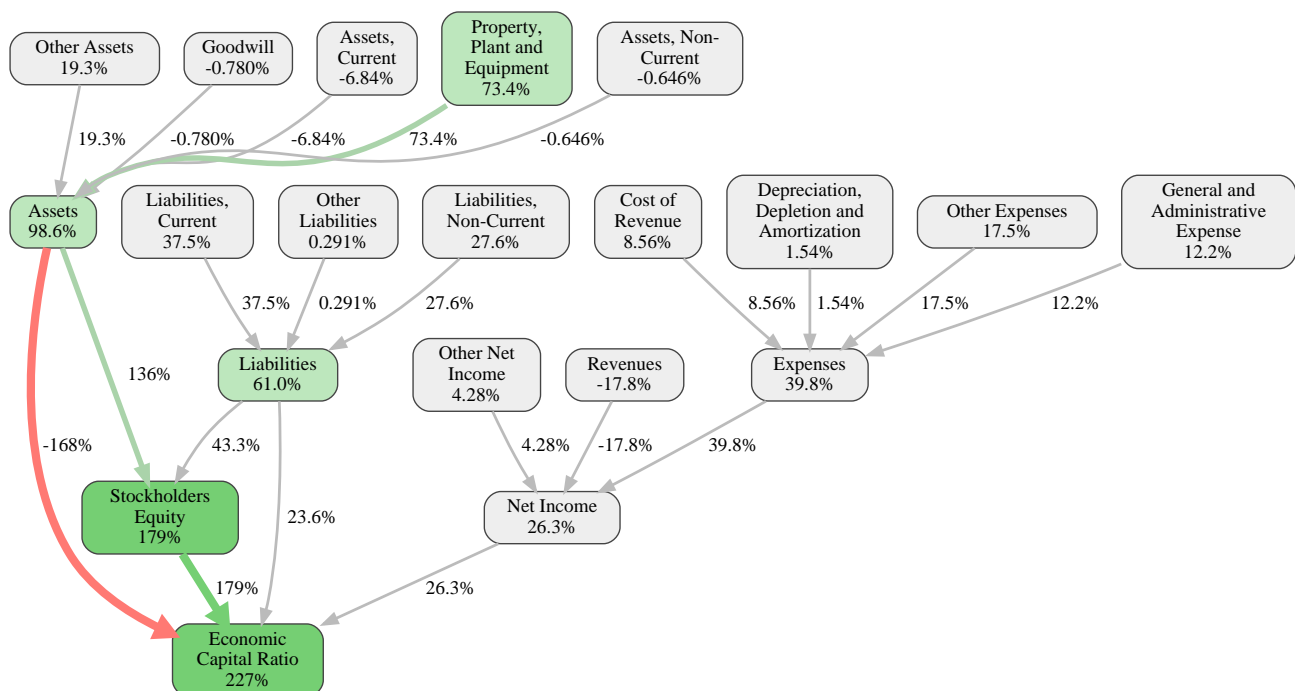 Other Assets
19.3%
Goodwill
-0.780%
Assets,
Current
-6.84%
Property,
Plant and
Equipment
73.4%
Assets, Non-
Current
-0.646%
19.3%
-0.780%
-6.84%
73.4%
-0.646%
Assets
98.6%
Liabilities,
Current
37.5%
Other
Liabilities
0.291%
Liabilities,
Non-Current
27.6%
Cost of
Revenue
8.56%
Depreciation,
Depletion and
Amortization
1.54%
Other Expenses
17.5%
General and
Administrative
Expense
12.2%
37.5%
0.291%
27.6%
8.56%
1.54%
17.5%
12.2%
136%
Liabilities
61.0%
Other Net
Income
4.28%
Revenues
-17.8%
Expenses
39.8%
-168%
43.3%
4.28%
-17.8%
39.8%
Stockholders
Equity
179%
23.6%
Net Income
26.3%
179%
26.3%
Economic
Capital Ratio
227%